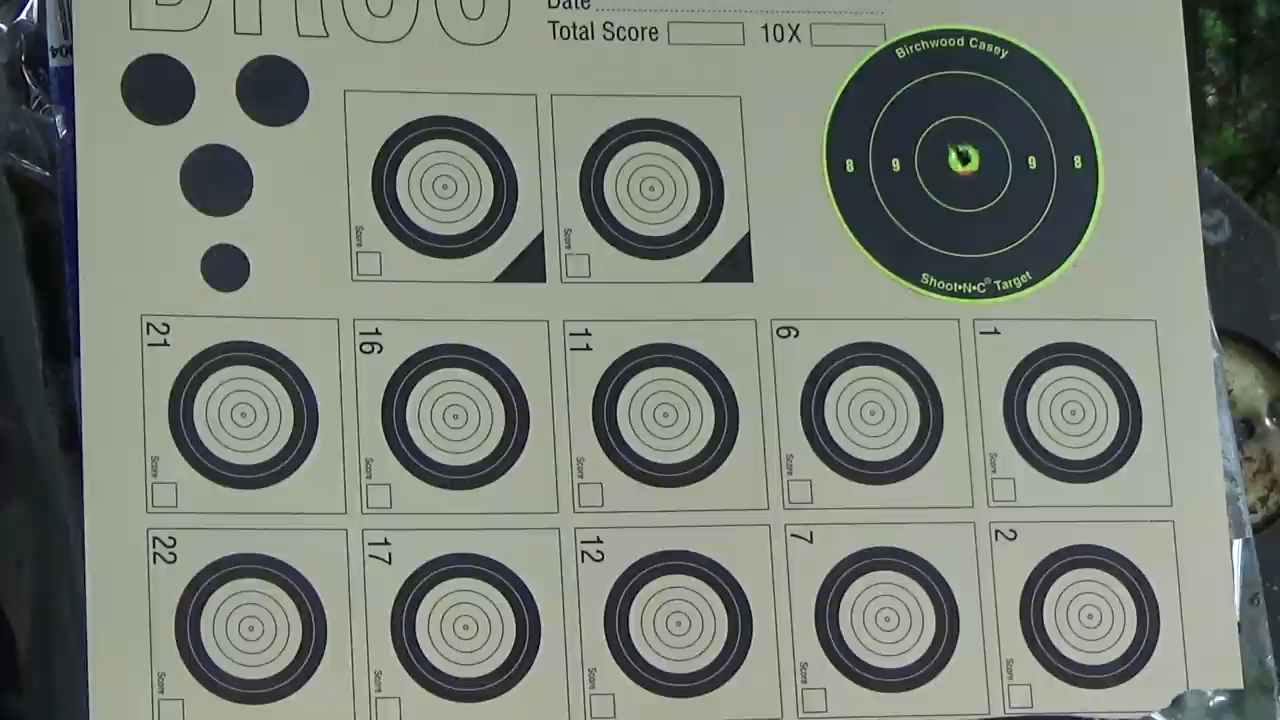 BR50
Date
Total Score 10X
Birchwood Casey
8 9 9 8
Shoot•N•C® Target
Score Score
21 16 11 6 1
Score Score Score Score Score
22 17 12 7 2
Score Score Score Score Score